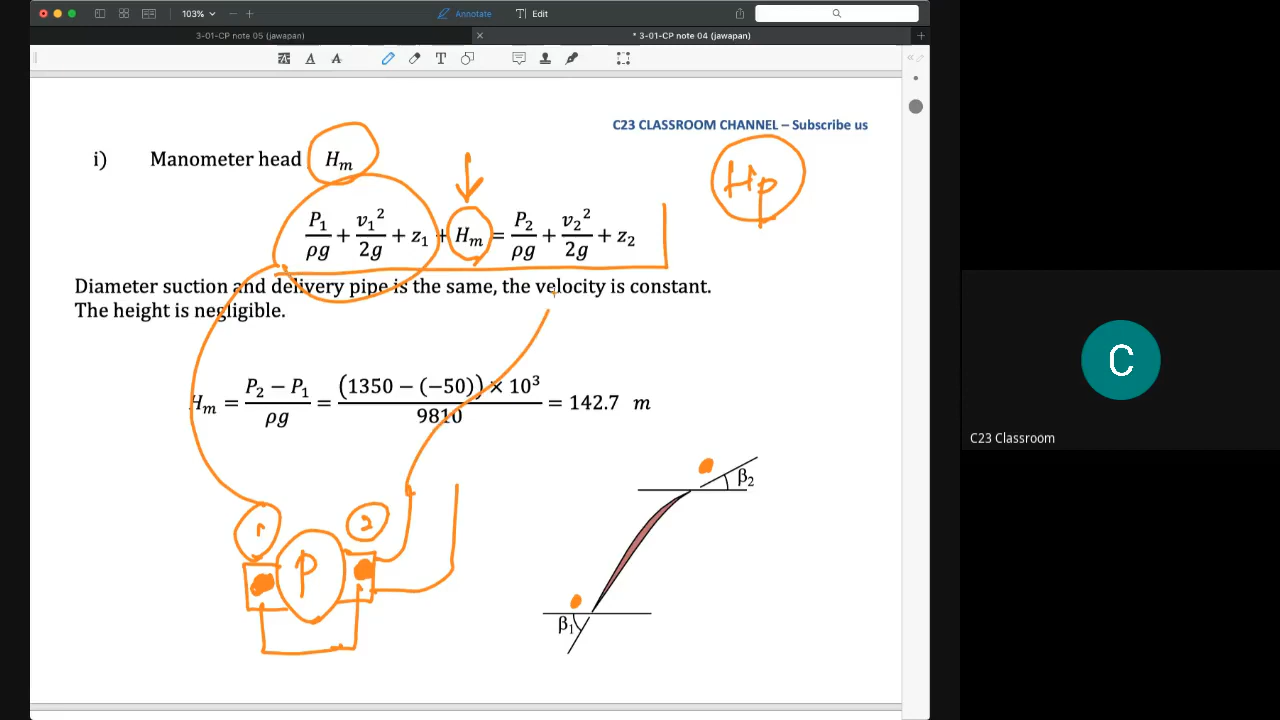 103%
Annotate
Edit
3-01-CP note 05 (jawapan)
* 3-01-CP note 04 (jawapan)
C23 CLASSROOM CHANNEL – Subscribe us
i) Manometer head H_m
Hp
P₁/ρg + v₁²/2g + z₁ + H_m = P₂/ρg + v₂²/2g + z₂
Diameter suction and delivery pipe is the same, the velocity is constant.
The height is negligible.
H_m = (P₂ − P₁)/ρg = ((1350 − (−50)) × 10³)/9810 = 142.7 m
C
C23 Classroom
β₂
1
2
P
β₁